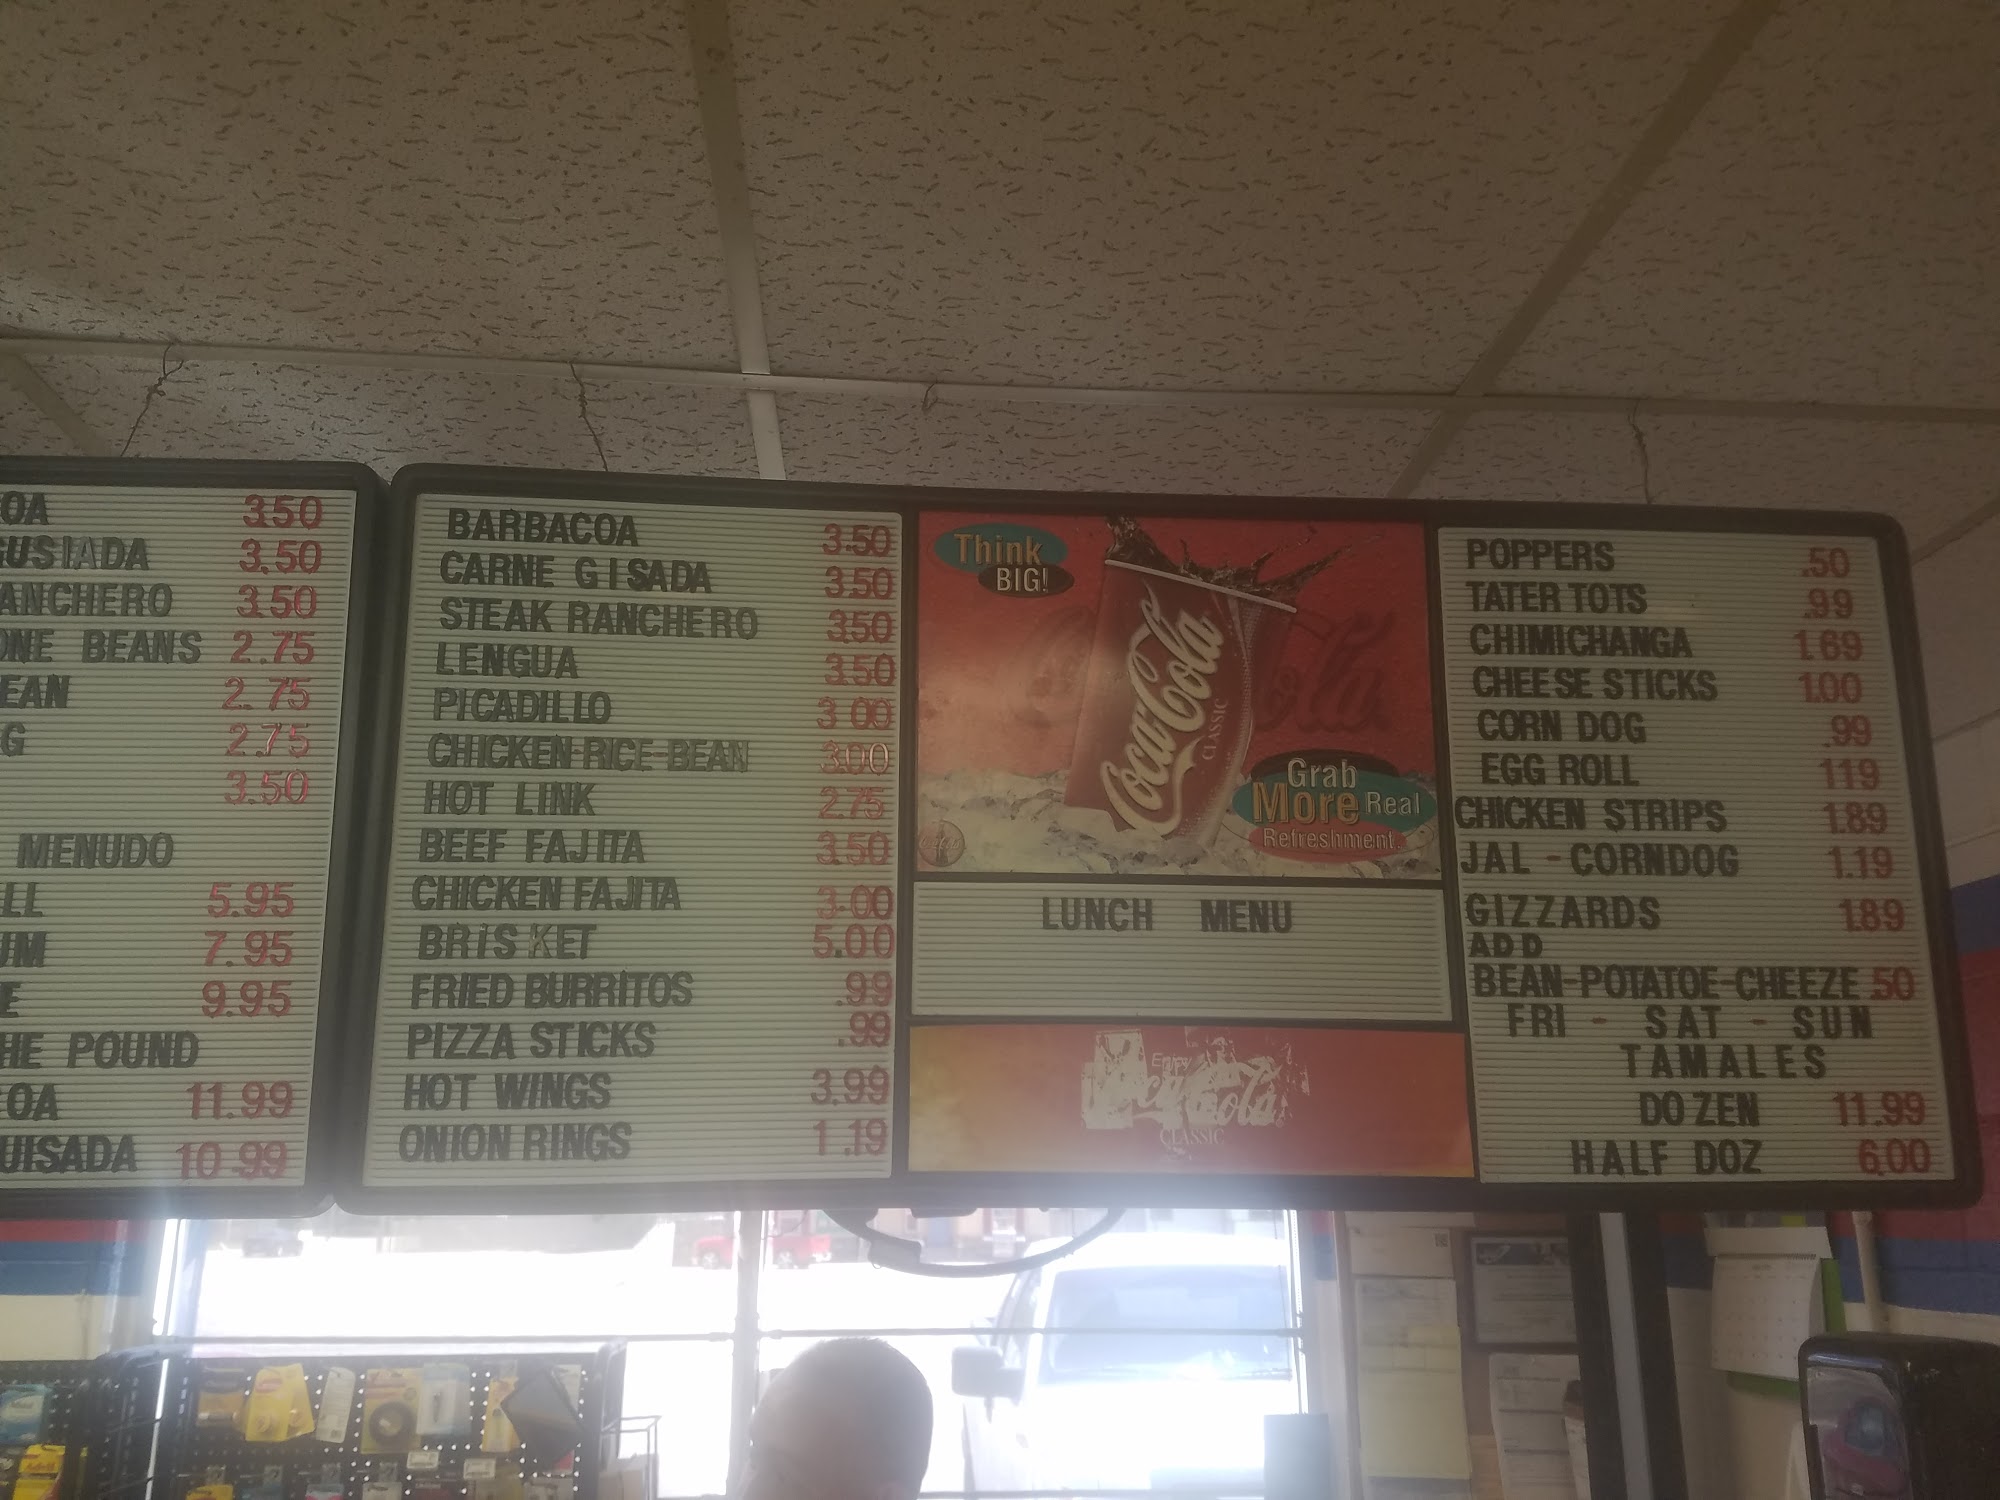 OA 3.50
GUSIADA 3.50
ANCHERO 3.50
ONE BEANS 2.75
EAN 2.75
G 2.75
3.50
MENUDO
LL 5.95
UM 7.95
E 9.95
HE POUND
OA 11.99
UISADA 10.99
BARBACOA 3.50
CARNE GISADA 3.50
STEAK RANCHERO 3.50
LENGUA 3.50
PICADILLO 3 00
CHICKEN-RICE-BEAN 3.00
HOT LINK 2.75
BEEF FAJITA 3.50
CHICKEN FAJITA 3.00
BRISKET 5.00
FRIED BURRITOS .99
PIZZA STICKS .99
HOT WINGS 3.99
ONION RINGS 1.19
Think
BIG!
Coca-Cola
CLASSIC
Grab
More Real
Refreshment.
LUNCH MENU
Enjoy
Coca-Cola
CLASSIC
POPPERS .50
TATER TOTS .99
CHIMICHANGA 1.69
CHEESE STICKS 1.00
CORN DOG .99
EGG ROLL 1.19
CHICKEN STRIPS 1.89
JAL - CORNDOG 1.19
GIZZARDS 1.89
ADD
BEAN-POTATOE-CHEEZE .50
FRI - SAT - SUN
TAMALES
DOZEN 11.99
HALF DOZ 6.00